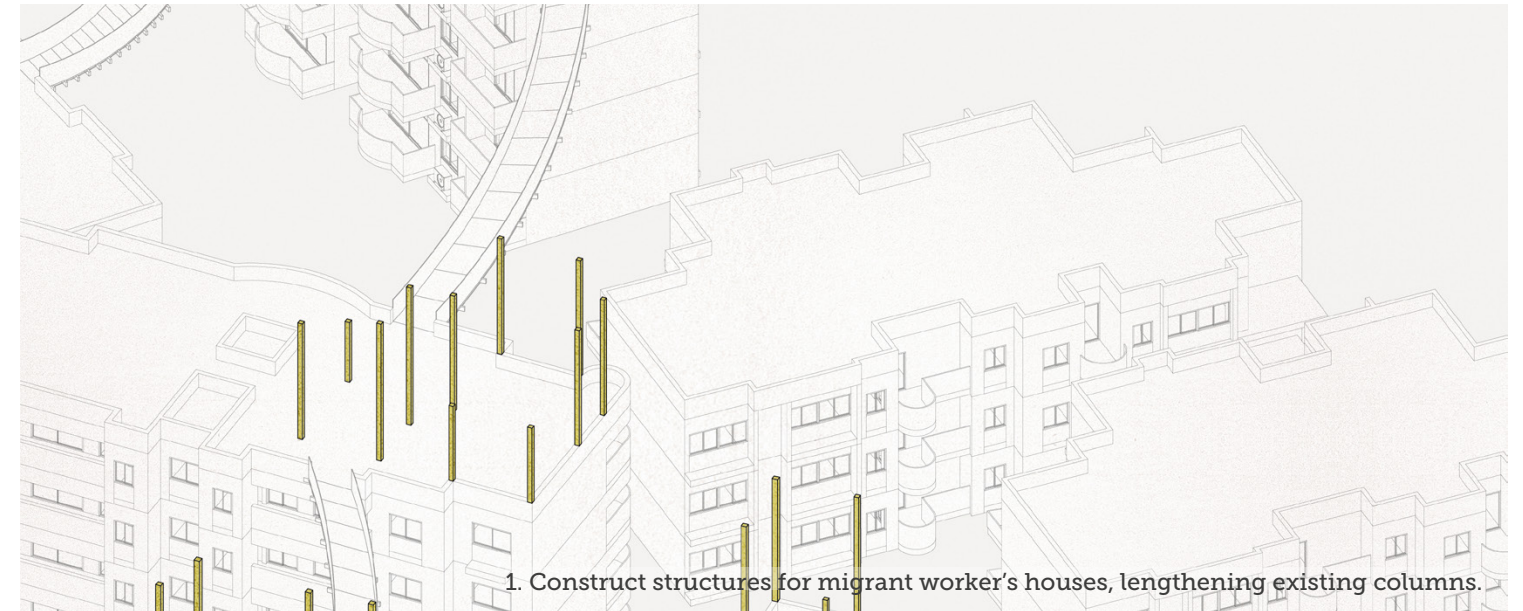 1. Construct structures for migrant worker’s houses, lengthening existing columns.